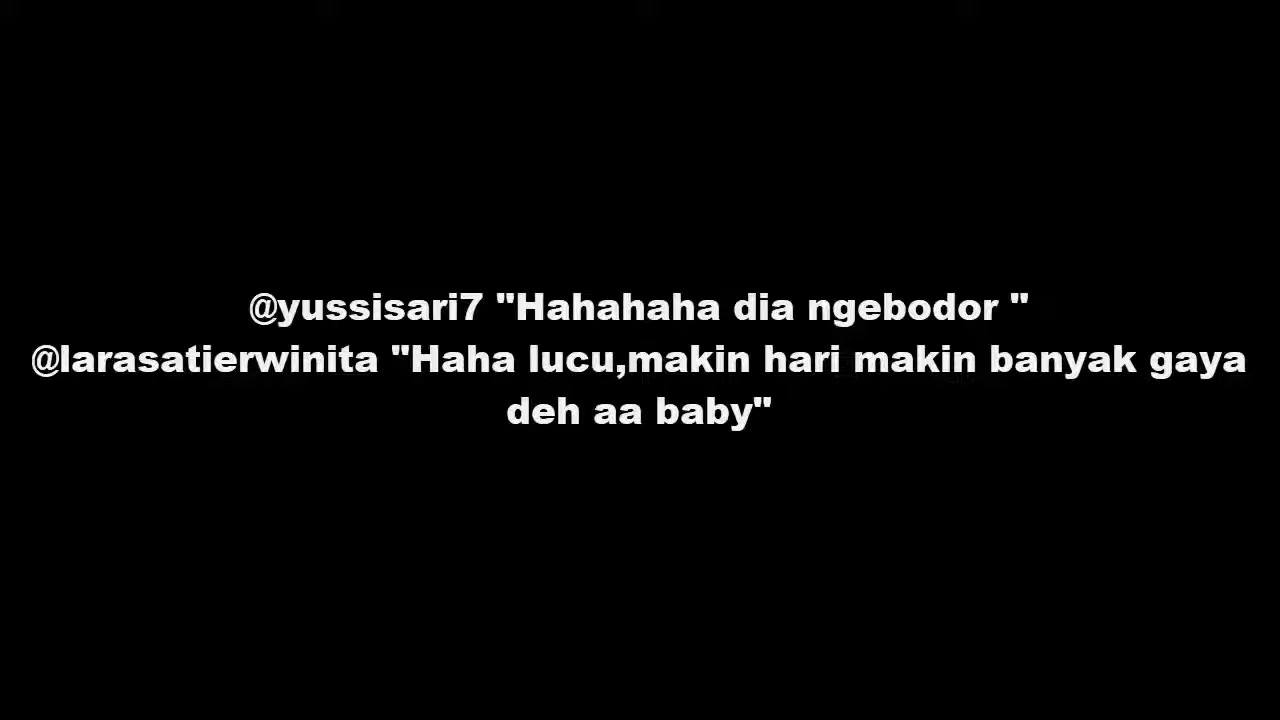 @yussisari7 "Hahahaha dia ngebodor "
@larasatierwinita "Haha lucu,makin hari makin banyak gaya
deh aa baby"